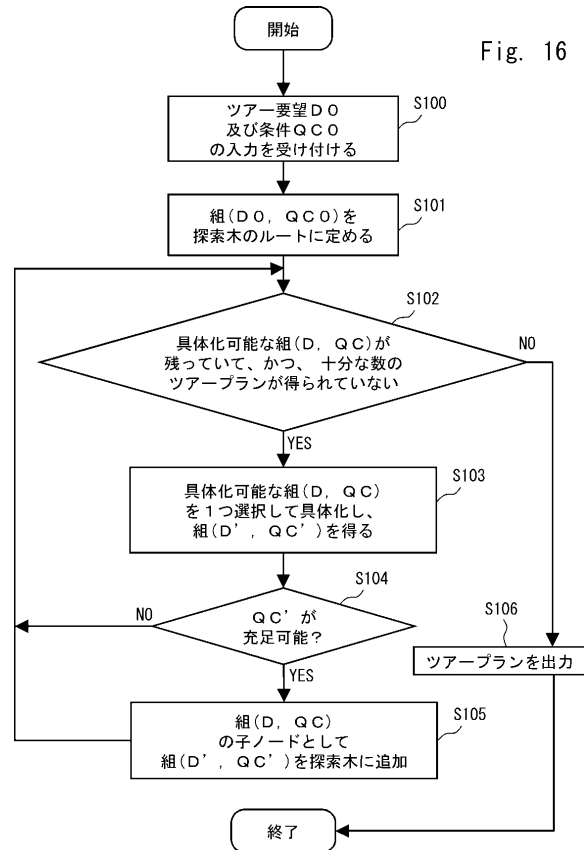 開始
Fig. 16
S100
ツアー要望D0
及び条件QC0
の入力を受け付ける
S101
組(D0, QC0)を
探索木のルートに定める
S102
具体化可能な組(D, QC)が
残っていて、かつ、十分な数の
ツアープランが得られていない
NO
YES
S103
具体化可能な組(D, QC)
を1つ選択して具体化し、
組(D', QC')を得る
S104
NO
QC'が
充足可能?
S106
YES
ツアープランを出力
S105
組(D, QC)
の子ノードとして
組(D', QC')を探索木に追加
終了